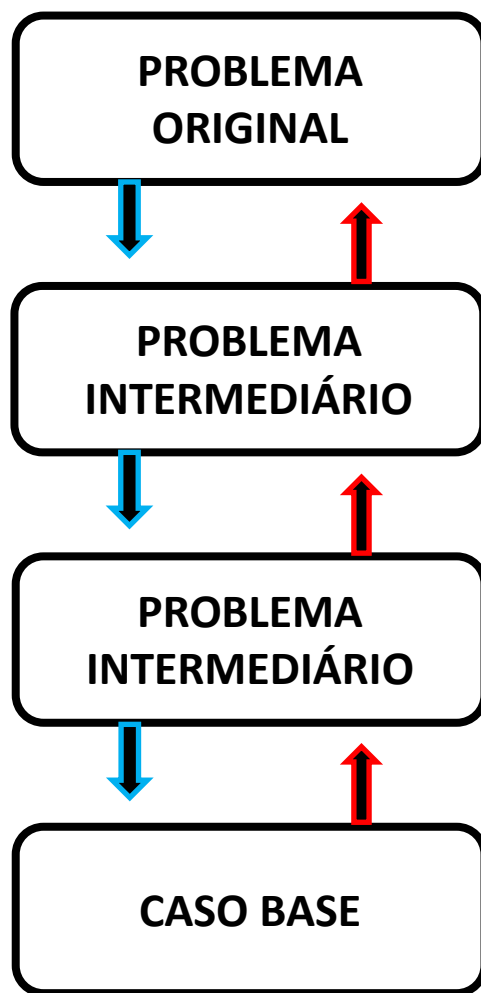 PROBLEMA
ORIGINAL
PROBLEMA
INTERMEDIÁRIO
PROBLEMA
INTERMEDIÁRIO
CASO BASE